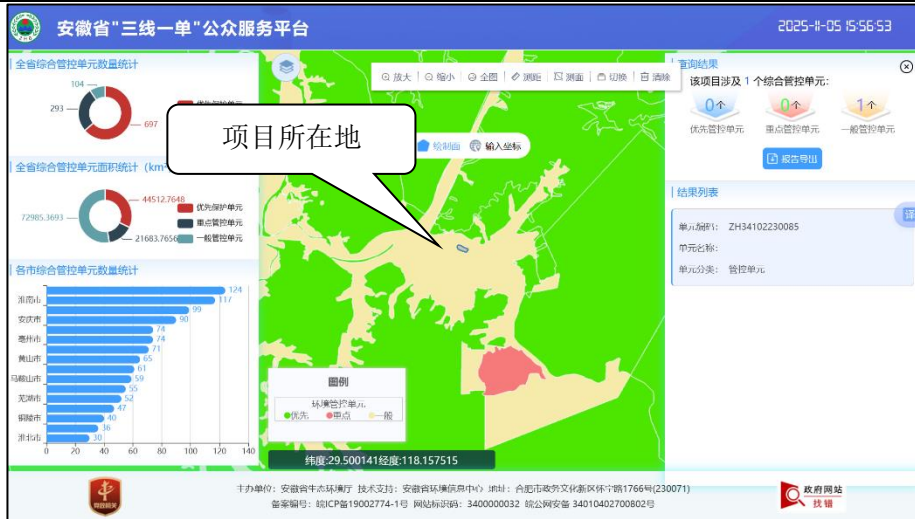 安徽省"三线一单"公众服务平台
2025-11-05 15:56:53
全省综合管控单元数量统计
104
293
697
全省综合管控单元面积统计（km
44512.7648
72985.3693
21683.7656
优先保护单元
重点管控单元
一般管控单元
各市综合管控单元数量统计
124
淮南市 117
99
安庆市 90
74
亳州市 74
71
黄山市 65
61
马鞍山市 59
55
芜湖市 52
47
铜陵市 40
36
淮北市 30
0 20 40 60 80 100 120 140
放大 缩小 全图 测距 测面 切换 清除
绘制面 输入坐标
项目所在地
图例
环境管控单元
优先 重点 一般
纬度:29.500141经度:118.157515
查询结果
该项目涉及 1 个综合管控单元:
0个 0个 1个
优先管控单元 重点管控单元 一般管控单元
报告导出
结果列表
单元编码: ZH34102230085
单元名称:
单元分类: 管控单元
党政机关
主办单位：安徽省生态环境厅 技术支持：安徽省环境信息中心 地址：合肥市政务文化新区怀宁路1766号(230071)
备案编号：皖ICP备19002774-1号 网站标识码：3400000032 皖公网安备 34010402700802号
政府网站
找错